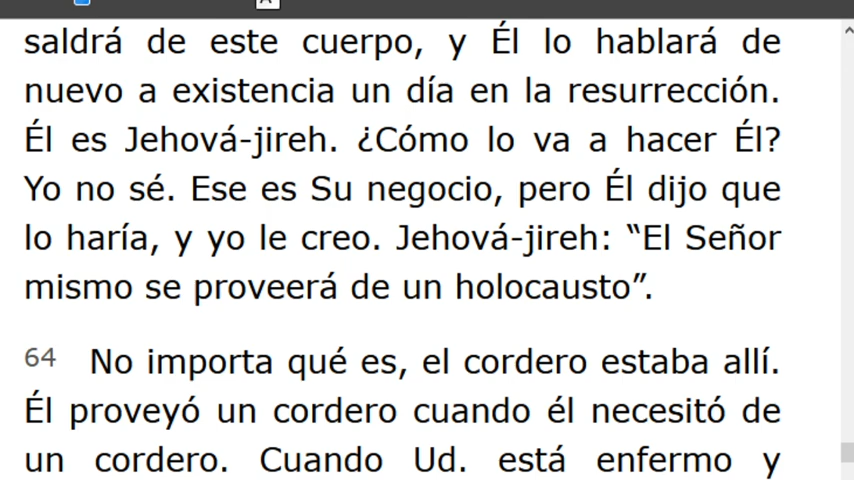 saldrá de este cuerpo, y Él lo hablará de
nuevo a existencia un día en la resurrección.
Él es Jehová-jireh. ¿Cómo lo va a hacer Él?
Yo no sé. Ese es Su negocio, pero Él dijo que
lo haría, y yo le creo. Jehová-jireh: “El Señor
mismo se proveerá de un holocausto”.
64 No importa qué es, el cordero estaba allí.
Él proveyó un cordero cuando él necesitó de
un cordero. Cuando Ud. está enfermo y